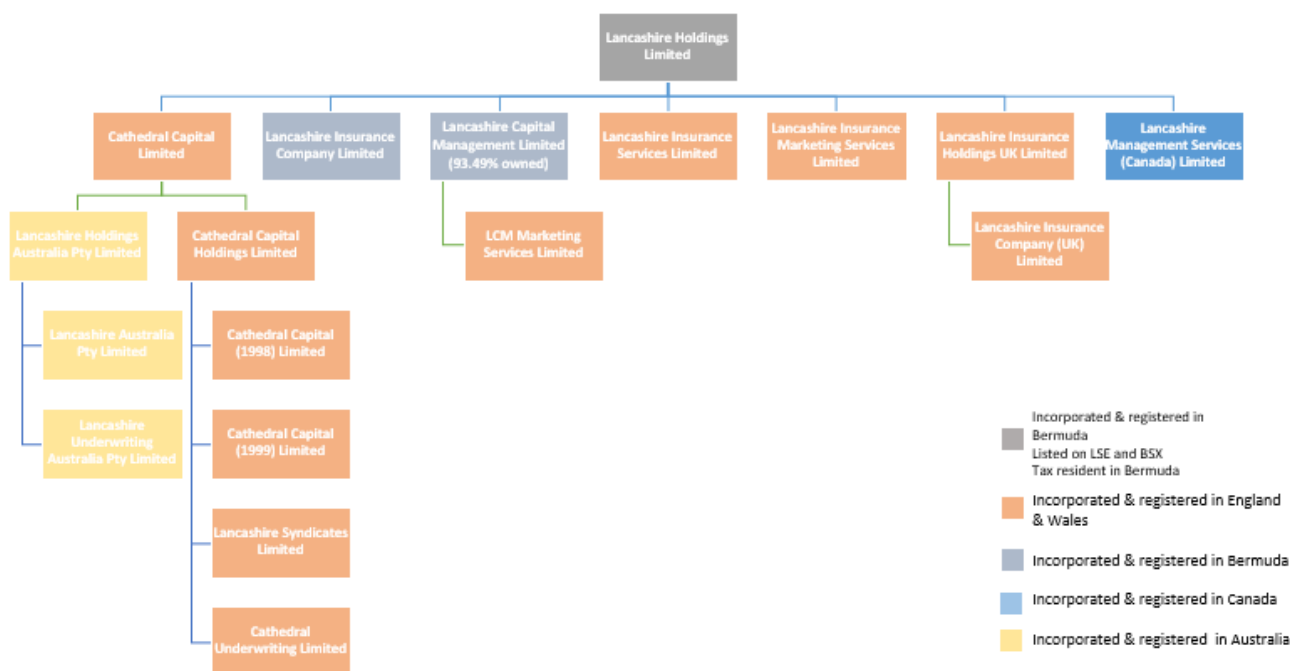 Lancashire Holdings
Limited
Cathedral Capital
Limited
Lancashire Insurance
Company Limited
Lancashire Capital
Management Limited
(93.49% owned)
Lancashire Insurance
Services Limited
Lancashire Insurance
Marketing Services
Limited
Lancashire Insurance
Holdings UK Limited
Lancashire
Management Services
(Canada) Limited
Lancashire Holdings
Australia Pty Limited
Cathedral Capital
Holdings Limited
LCM Marketing
Services Limited
Lancashire Insurance
Company (UK)
Limited
Lancashire Australia
Pty Limited
Cathedral Capital
(1998) Limited
Lancashire
Underwriting
Australia Pty Limited
Cathedral Capital
(1999) Limited
Lancashire Syndicates
Limited
Cathedral
Underwriting Limited
Incorporated & registered in
Bermuda
Listed on LSE and BSX
Tax resident in Bermuda
Incorporated & registered in England
& Wales
Incorporated & registered in Bermuda
Incorporated & registered in Canada
Incorporated & registered in Australia